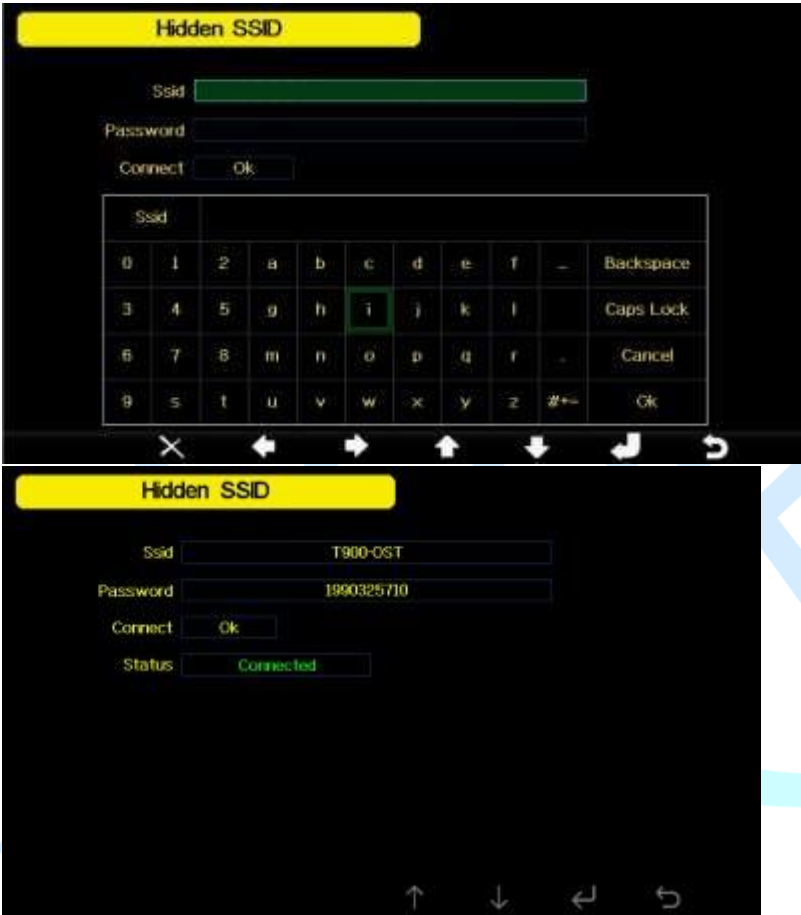 Hidden SSID
Ssid
Password
Connect Ok
Ssid
0 1 2 a b c d e f _ Backspace
3 4 5 g h i j k l Caps Lock
6 7 8 m n o p q r . Cancel
9 s t u v w x y z #+= Ok
Hidden SSID
Ssid T900-OST
Password 1990325710
Connect Ok
Status Connected